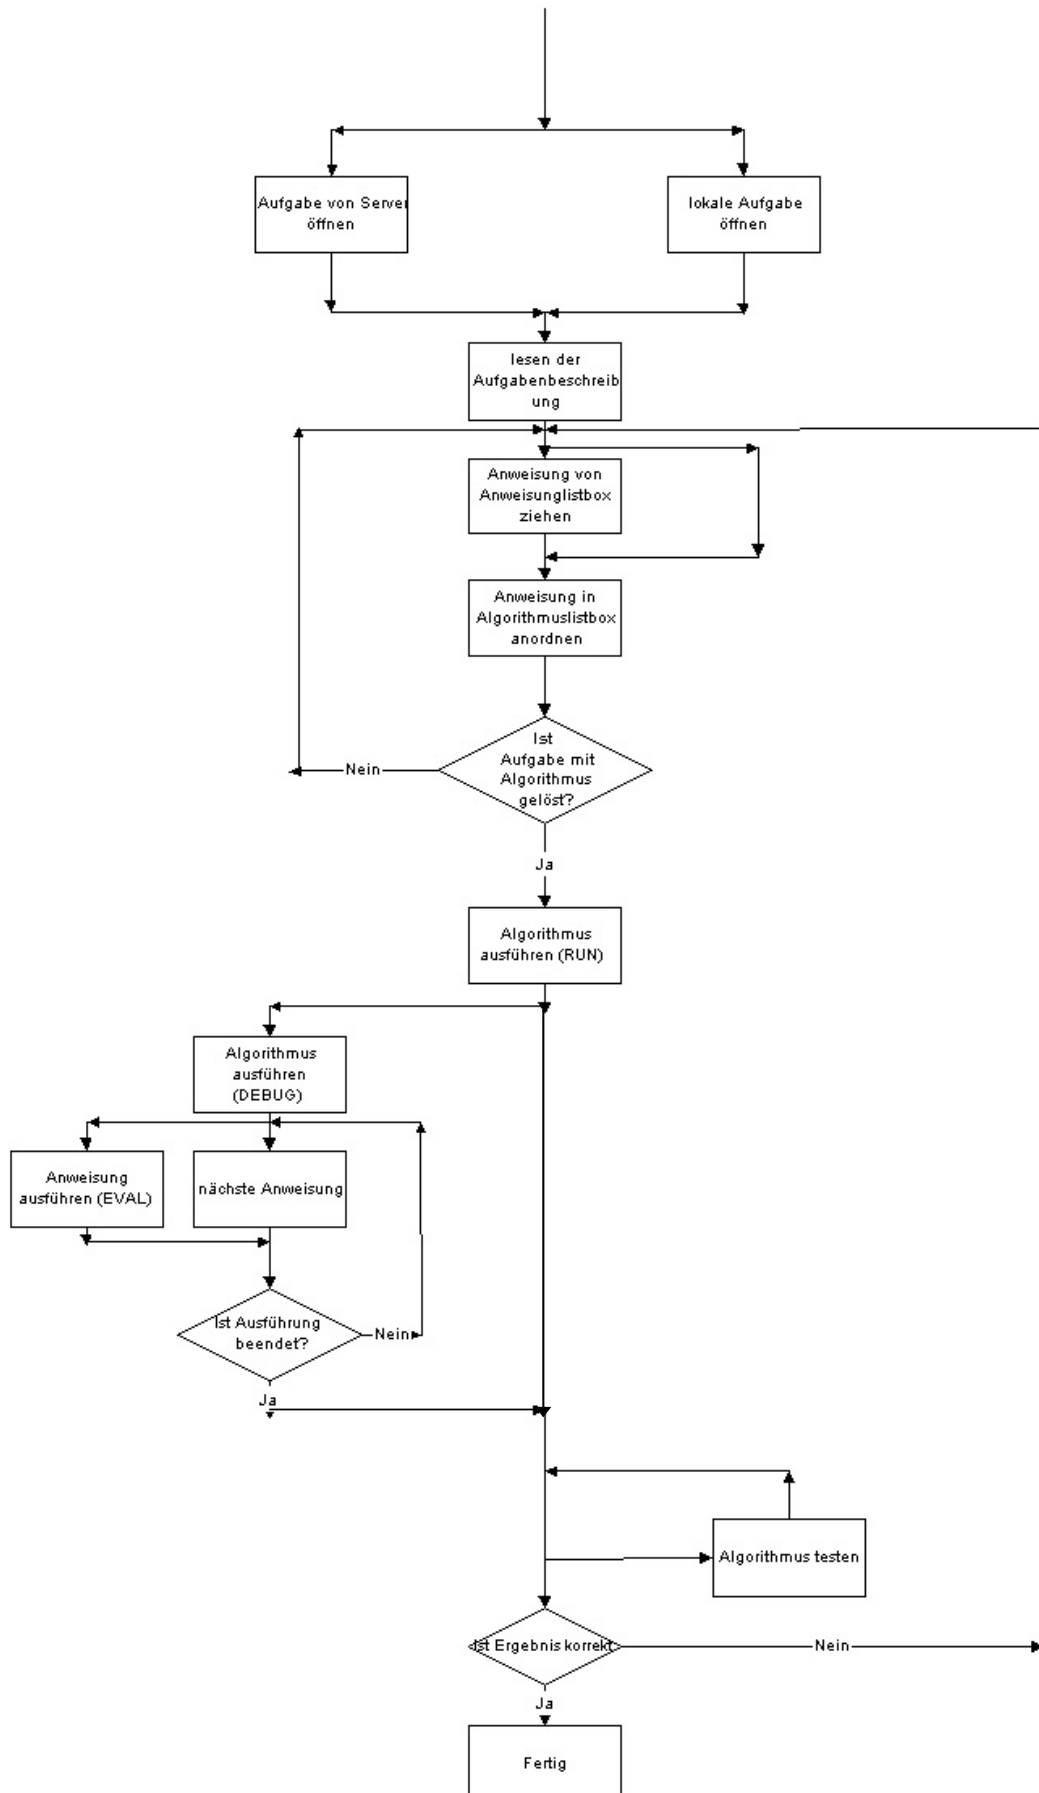 Aufgabe von Server
öffnen
lokale Aufgabe
öffnen
lesen der
Aufgabenbeschreib
ung
Anweisung von
Anweisunglistbox
ziehen
Anweisung in
Algorithmuslistbox
anordnen
Ist
Aufgabe mit
Algorithmus
gelöst?
Nein
Ja
Algorithmus
ausführen (RUN)
Algorithmus
ausführen
(DEBUG)
Anweisung
ausführen (EVAL)
nächste Anweisung
Ist Ausführung
beendet?
Nein
Ja
Algorithmus testen
Ist Ergebnis korrekt
Nein
Ja
Fertig